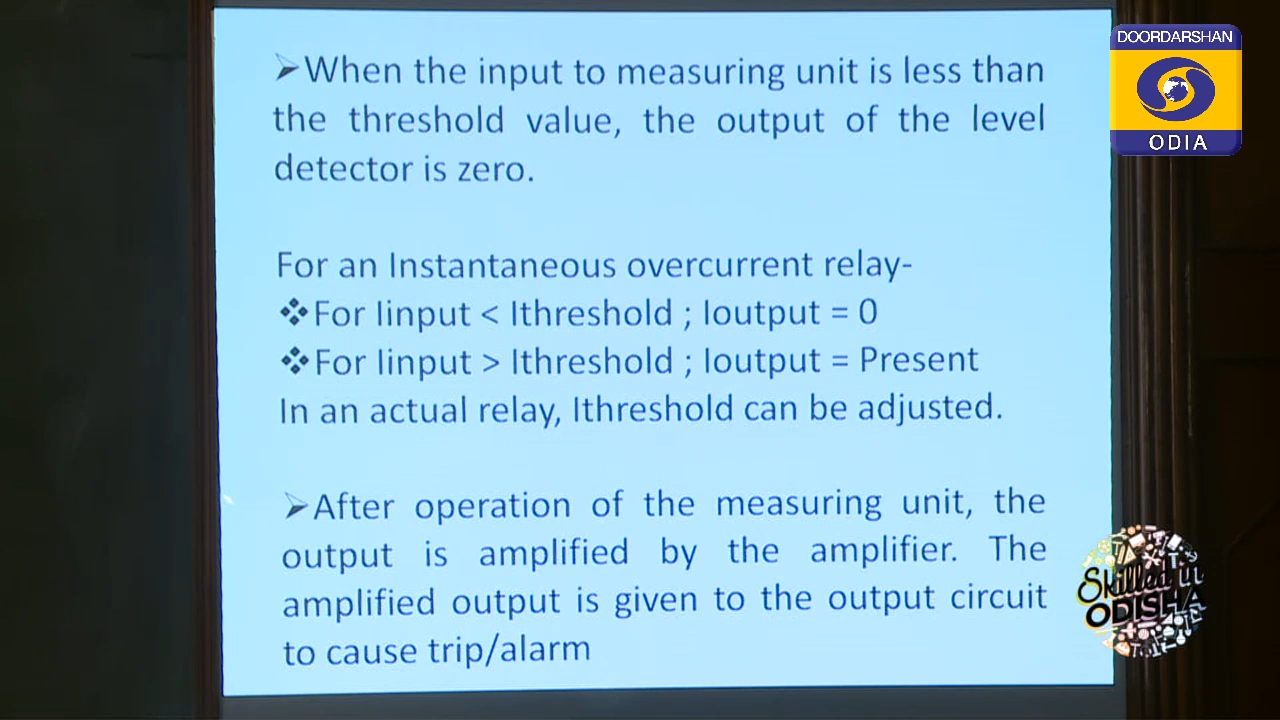 ➢When the input to measuring unit is less than
the threshold value, the output of the level
detector is zero.
For an Instantaneous overcurrent relay-
❖For Iinput < Ithreshold ; Ioutput = 0
❖For Iinput > Ithreshold ; Ioutput = Present
In an actual relay, Ithreshold can be adjusted.
➢After operation of the measuring unit, the
output is amplified by the amplifier. The
amplified output is given to the output circuit
to cause trip/alarm
DOORDARSHAN
ODIA
Skilled in
ODISHA